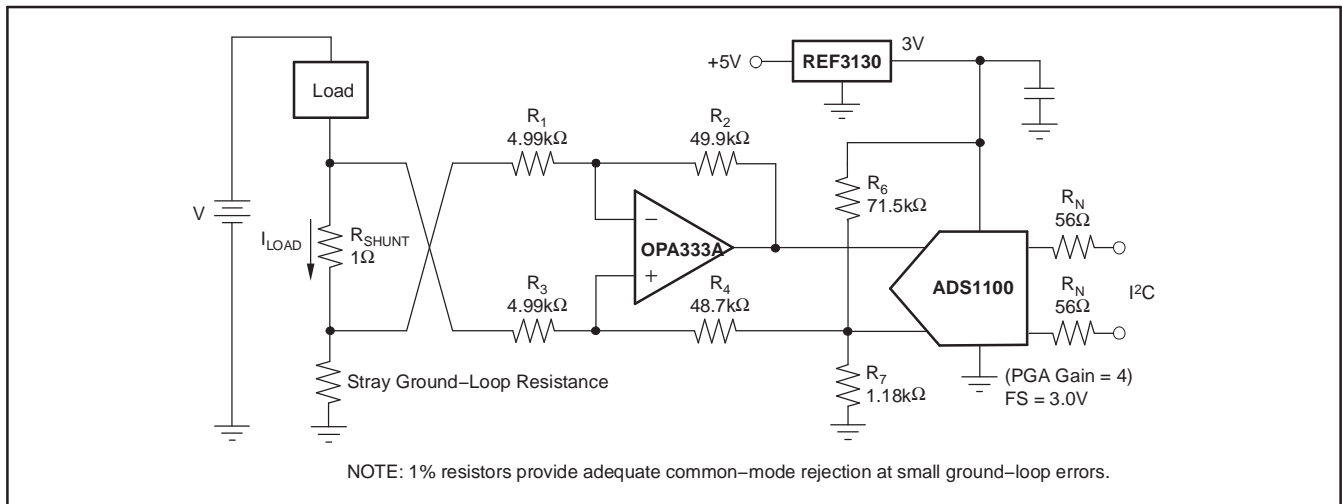 +5V
REF3130
3V
Load
R1
4.99kΩ
R2
49.9kΩ
R6
71.5kΩ
V
ILOAD
RSHUNT
1Ω
−
OPA333A
+
RN
56Ω
ADS1100
RN
56Ω
I²C
R3
4.99kΩ
R4
48.7kΩ
Stray Ground−Loop Resistance
R7
1.18kΩ
(PGA Gain = 4)
FS = 3.0V
NOTE: 1% resistors provide adequate common−mode rejection at small ground−loop errors.